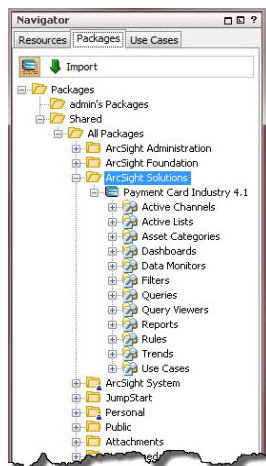 Navigator
Resources Packages Use Cases
Import
Packages
admin's Packages
Shared
All Packages
ArcSight Administration
ArcSight Foundation
ArcSight Solutions
Payment Card Industry 4.1
Active Channels
Active Lists
Asset Categories
Dashboards
Data Monitors
Filters
Queries
Query Viewers
Reports
Rules
Trends
Use Cases
ArcSight System
JumpStart
Personal
Public
Attachments